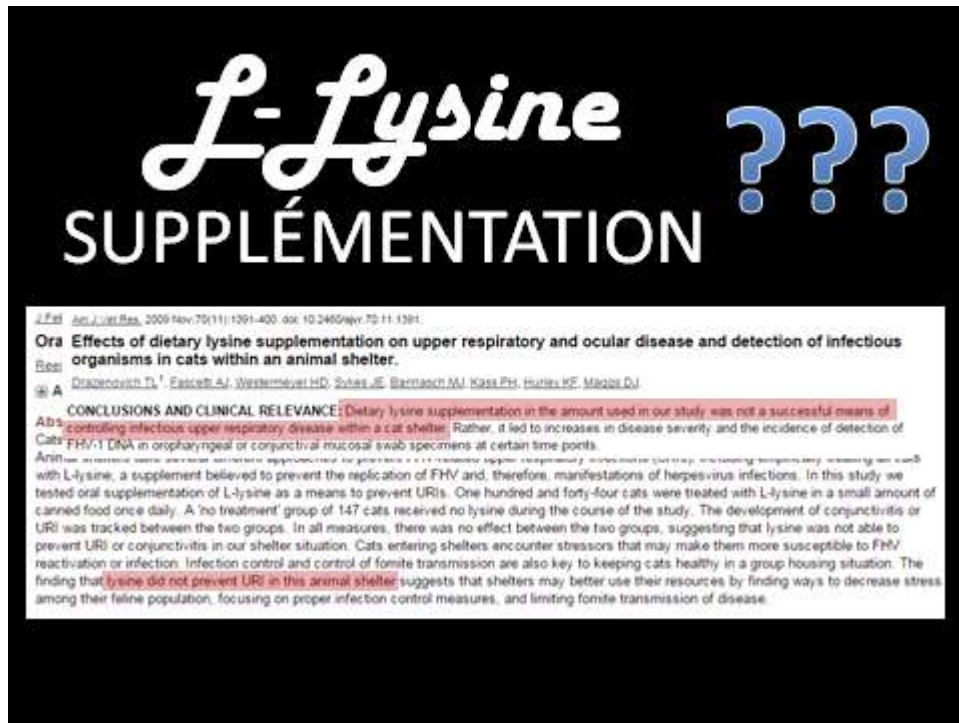 L-Lysine
???
SUPPLÉMENTATION
J Fel
Am J Vet Res. 2009 Nov;70(11):1391-400. doi: 10.2460/ajvr.70.11.1391.
Ora
Effects of dietary lysine supplementation on upper respiratory and ocular disease and detection of infectious
organisms in cats within an animal shelter.
Rees
Drazenovich TL1, Fascetti AJ, Westermeyer HD, Sykes JE, Bannasch MJ, Kass PH, Hurley KF, Maggs DJ.
A
CONCLUSIONS AND CLINICAL RELEVANCE: Dietary lysine supplementation in the amount used in our study was not a successful means of
Abs
controlling infectious upper respiratory disease within a cat shelter. Rather, it led to increases in disease severity and the incidence of detection of
Cats
FHV-1 DNA in oropharyngeal or conjunctival mucosal swab specimens at certain time points.
with L-lysine, a supplement believed to prevent the replication of FHV and, therefore, manifestations of herpesvirus infections. In this study we
tested oral supplementation of L-lysine as a means to prevent URIs. One hundred and forty-four cats were treated with L-lysine in a small amount of
canned food once daily. A 'no treatment' group of 147 cats received no lysine during the course of the study. The development of conjunctivitis or
URI was tracked between the two groups. In all measures, there was no effect between the two groups, suggesting that lysine was not able to
prevent URI or conjunctivitis in our shelter situation. Cats entering shelters encounter stressors that may make them more susceptible to FHV
reactivation or infection. Infection control and control of fomite transmission are also key to keeping cats healthy in a group housing situation. The
finding that lysine did not prevent URI in this animal shelter suggests that shelters may better use their resources by finding ways to decrease stress
among their feline population, focusing on proper infection control measures, and limiting fomite transmission of disease.